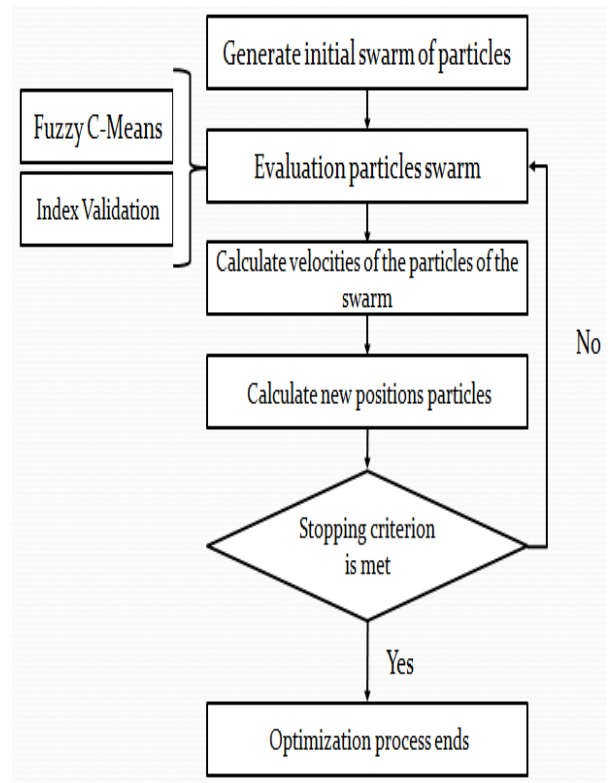 Generate initial swarm of particles
Fuzzy C-Means
Index Validation
Evaluation particles swarm
Calculate velocities of the particles of the
swarm
Calculate new positions particles
No
Stopping criterion
is met
Yes
Optimization process ends